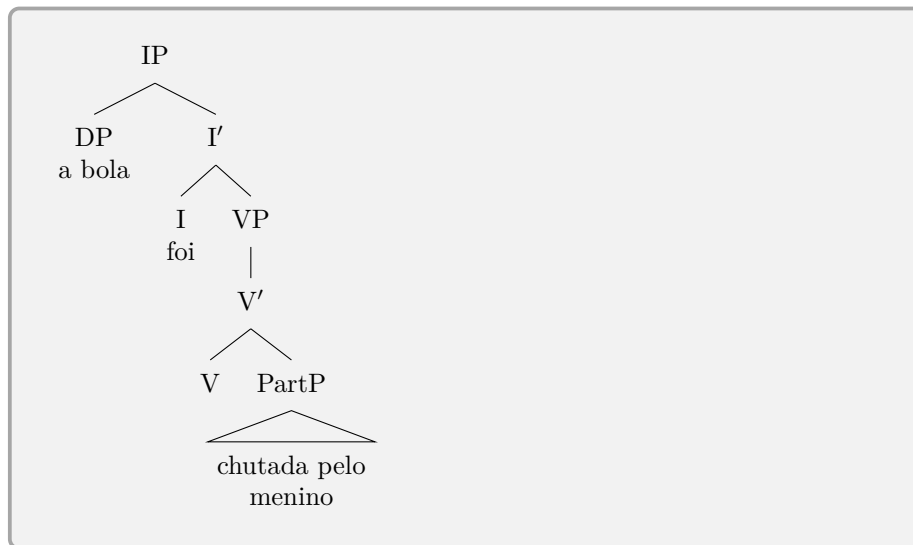 IP
DP I′
a bola
I VP
foi
V′
V PartP
chutada pelo
menino